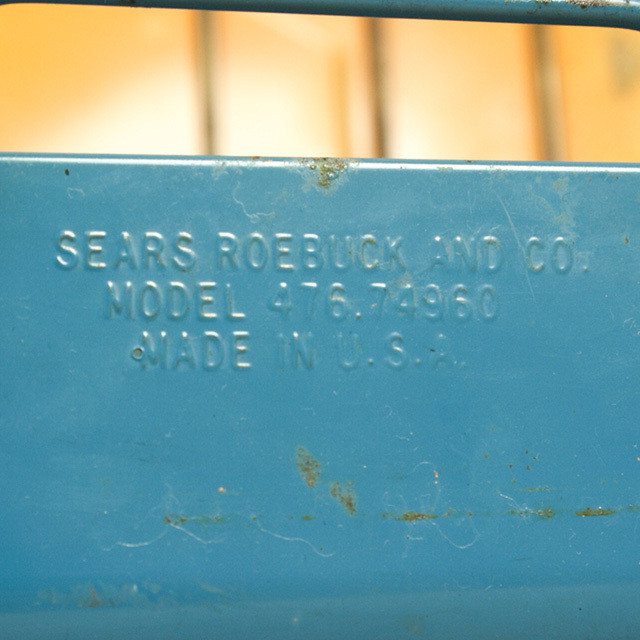 SEARS ROEBUCK AND CO.
MODEL 476.74960
MADE IN U.S.A.